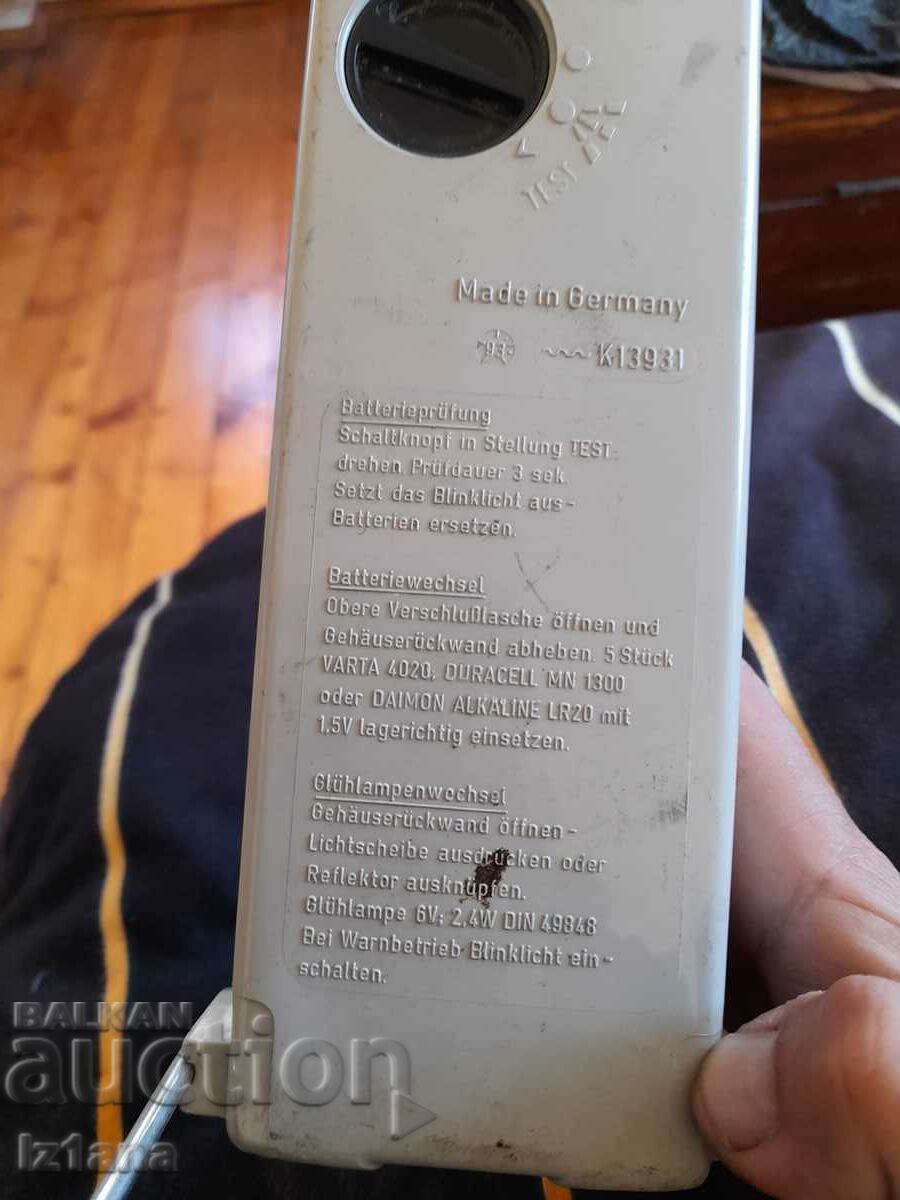 TEST
Made in Germany
93 K13931
Batterieprüfung
Schaltknopf in Stellung TEST-
drehen. Prüfdauer 3 sek.
Setzt das Blinklicht aus-
Batterien ersetzen.
Batteriewechsel
Obere Verschlußlasche öffnen und
Gehäuserückwand abheben. 5 Stück
VARTA 4020, DURACELL MN 1300
oder DAIMON ALKALINE LR20 mit
1,5V lagerichtig einsetzen.
Glühlampenwechsel
Gehäuserückwand öffnen-
Lichtscheibe ausdrücken oder
Reflektor ausknüpfen.
Glühlampe 6V: 2,4W DIN 49848
Bei Warnbetrieb Blinklicht ein-
schalten.
BALKAN
auction
Iz1ana